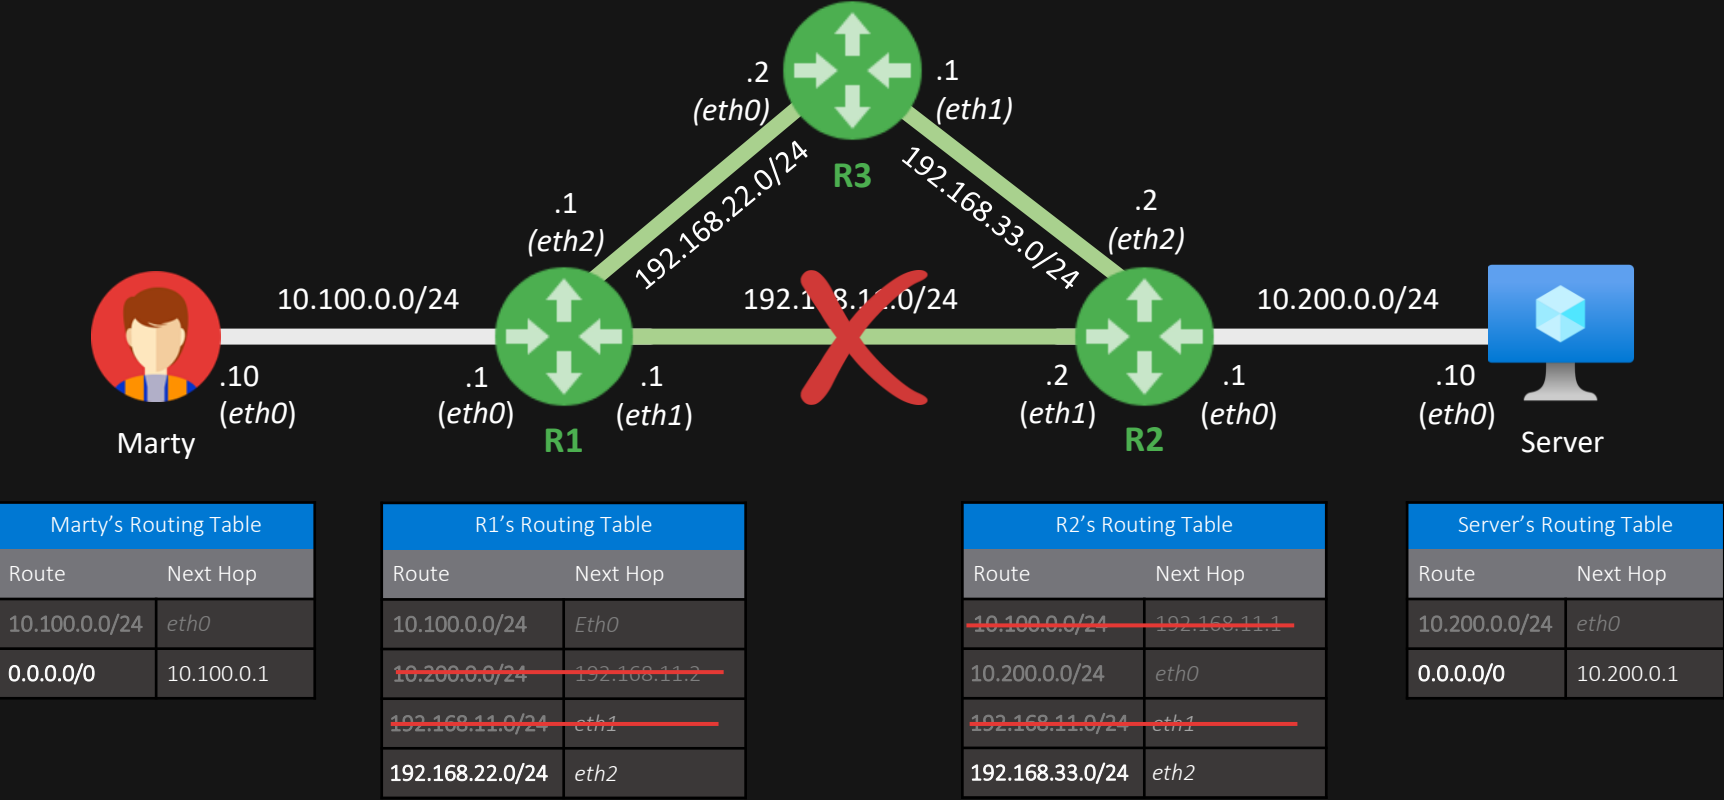 .2
(eth0)
.1
(eth1)
R3
192.168.22.0/24
192.168.33.0/24
.1
(eth2)
.2
(eth2)
10.100.0.0/24
10.200.0.0/24
.10
(eth0)
.1
(eth0)
.1
(eth1)
.2
(eth1)
.1
(eth0)
.10
(eth0)
Marty
R1
R2
Server
Marty’s Routing Table
Route Next Hop
10.100.0.0/24 eth0
0.0.0.0/0 10.100.0.1
R1’s Routing Table
Route Next Hop
10.100.0.0/24 Eth0
10.200.0.0/24 192.168.11.2
192.168.11.0/24 eth1
192.168.22.0/24 eth2
R2’s Routing Table
Route Next Hop
10.100.0.0/24 192.168.11.1
10.200.0.0/24 eth0
192.168.11.0/24 eth1
192.168.33.0/24 eth2
Server’s Routing Table
Route Next Hop
10.200.0.0/24 eth0
0.0.0.0/0 10.200.0.1